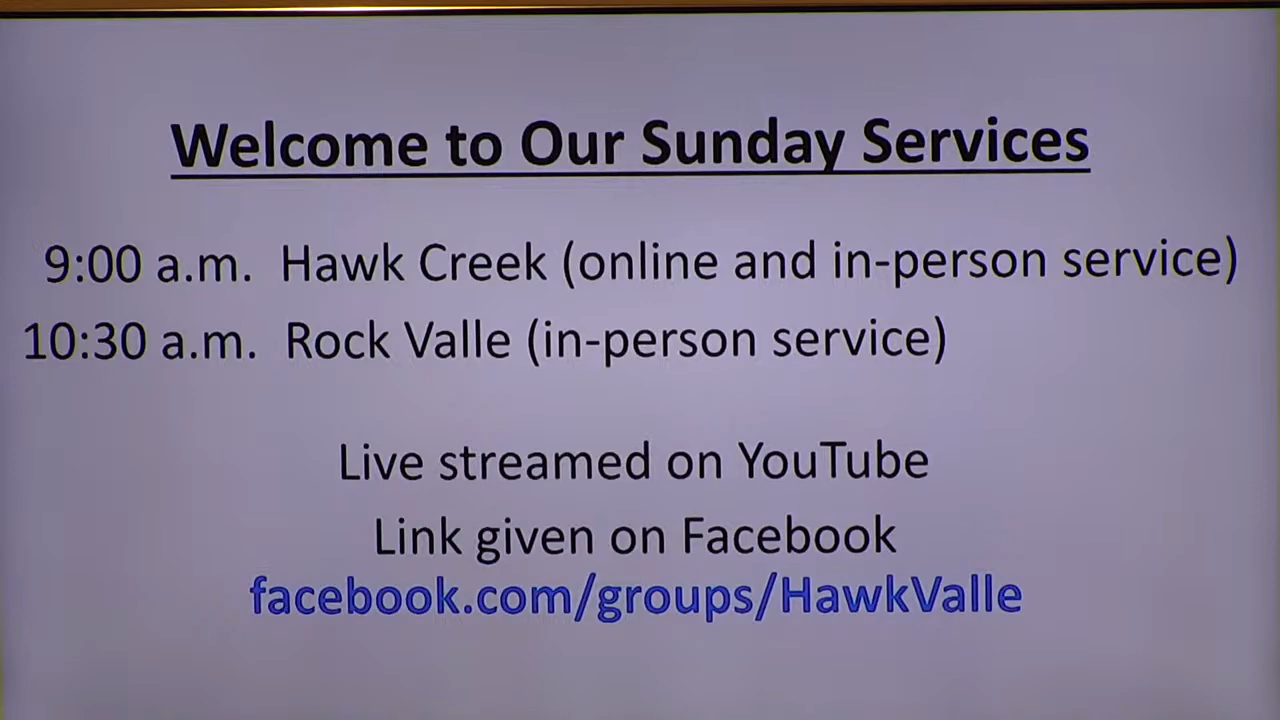 Welcome to Our Sunday Services
9:00 a.m. Hawk Creek (online and in-person service)
10:30 a.m. Rock Valle (in-person service)
Live streamed on YouTube
Link given on Facebook
facebook.com/groups/HawkValle